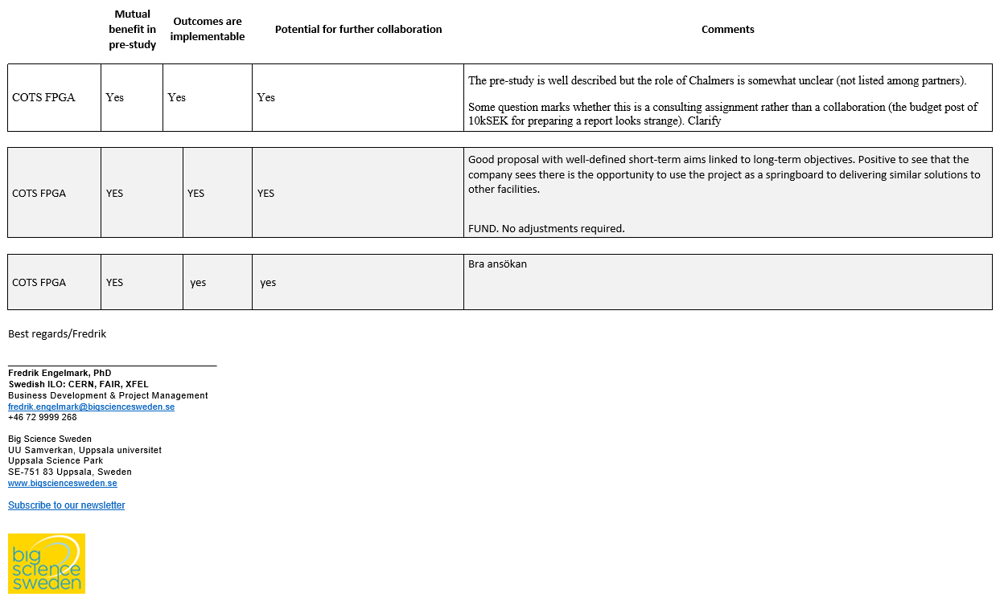 Mutual
benefit in
pre-study
Outcomes are
implementable
Potential for further collaboration
Comments
COTS FPGA
Yes
Yes
Yes
The pre-study is well described but the role of Chalmers is somewhat unclear (not listed among partners).
Some question marks whether this is a consulting assignment rather than a collaboration (the budget post of
10kSEK for preparing a report looks strange). Clarify
COTS FPGA
YES
YES
YES
Good proposal with well-defined short-term aims linked to long-term objectives. Positive to see that the
company sees there is the opportunity to use the project as a springboard to delivering similar solutions to
other facilities.
FUND. No adjustments required.
COTS FPGA
YES
yes
yes
Bra ansökan
Best regards/Fredrik
Fredrik Engelmark, PhD
Swedish ILO: CERN, FAIR, XFEL
Business Development & Project Management
fredrik.engelmark@bigsciencesweden.se
+46 72 9999 268
Big Science Sweden
UU Samverkan, Uppsala universitet
Uppsala Science Park
SE-751 83 Uppsala, Sweden
www.bigsciencesweden.se
Subscribe to our newsletter
big
science
sweden